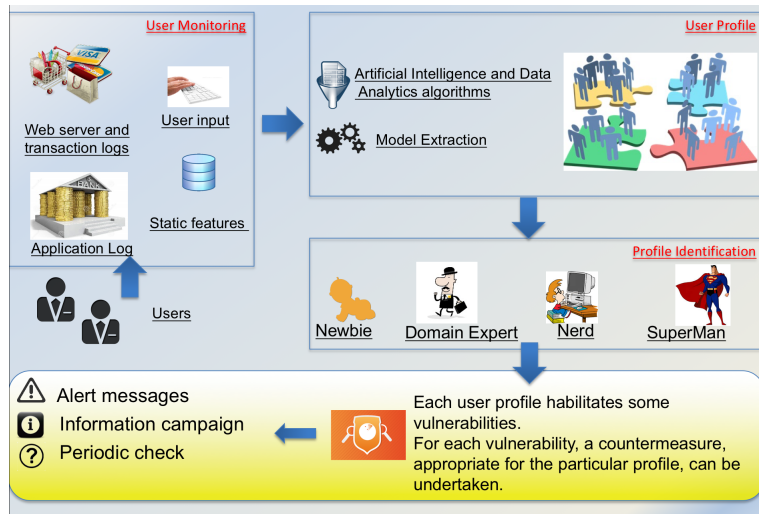 User Monitoring
VISA
Web server and
transaction logs
User input
BANK
Application Log
Static features
Users
User Profile
Artificial Intelligence and Data
Analytics algorithms
Model Extraction
Profile Identification
Newbie
Domain Expert
Nerd
SuperMan
Each user profile habilitates some
vulnerabilities.
For each vulnerability, a countermeasure,
appropriate for the particular profile, can be
undertaken.
Alert messages
Information campaign
Periodic check